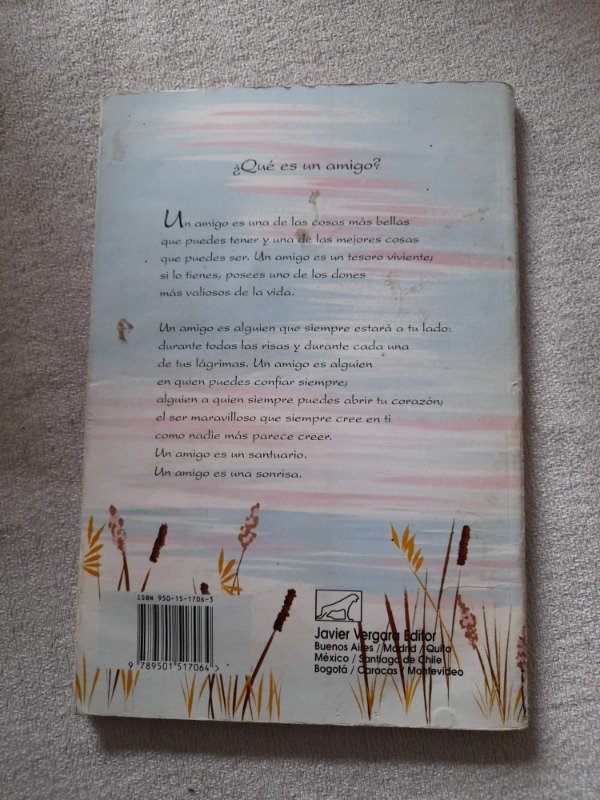 ¿Qué es un amigo?
Un amigo es una de las cosas más bellas
que puedes tener y una de las mejores cosas
que puedes ser. Un amigo es un tesoro viviente;
si lo tienes, posees uno de los dones
más valiosos de la vida.
Un amigo es alguien que siempre estará a tu lado:
durante todas las risas y durante cada una
de tus lágrimas. Un amigo es alguien
en quien puedes confiar siempre;
alguien a quien siempre puedes abrir tu corazón;
el ser maravilloso que siempre cree en ti
como nadie más parece creer.
Un amigo es un santuario.
Un amigo es una sonrisa.
ISBN 950-15-1706-3
9 789501 517064 >
Javier Vergara Editor
Buenos Aires / Madrid / Quito
México / Santiago de Chile
Bogotá / Caracas / Montevideo